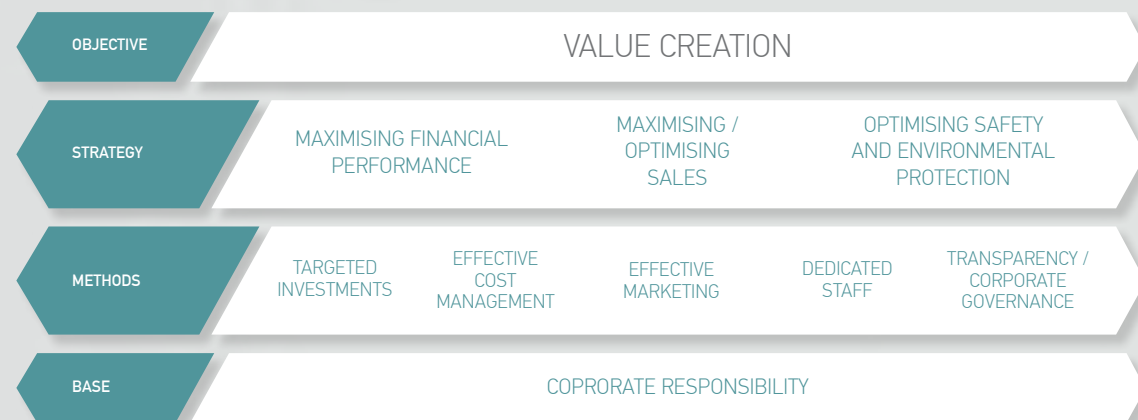 OBJECTIVE
VALUE CREATION
STRATEGY
MAXIMISING FINANCIAL
PERFORMANCE
MAXIMISING /
OPTIMISING
SALES
OPTIMISING SAFETY
AND ENVIRONMENTAL
PROTECTION
METHODS
TARGETED
INVESTMENTS
EFFECTIVE
COST
MANAGEMENT
EFFECTIVE
MARKETING
DEDICATED
STAFF
TRANSPARENCY /
CORPORATE
GOVERNANCE
BASE
COPRORATE RESPONSIBILITY